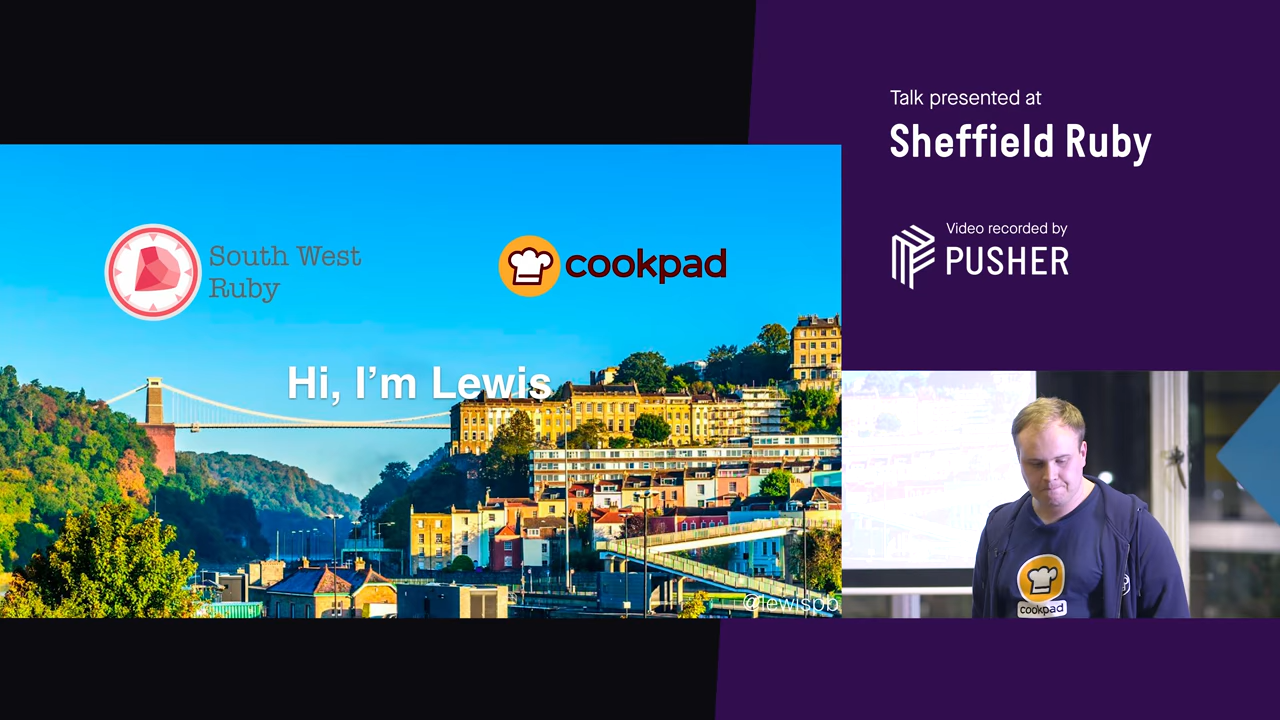 Talk presented at
Sheffield Ruby
Video recorded by
PUSHER
South West
Ruby
cookpad
Hi, I'm Lewis
@lewispb
cookpad